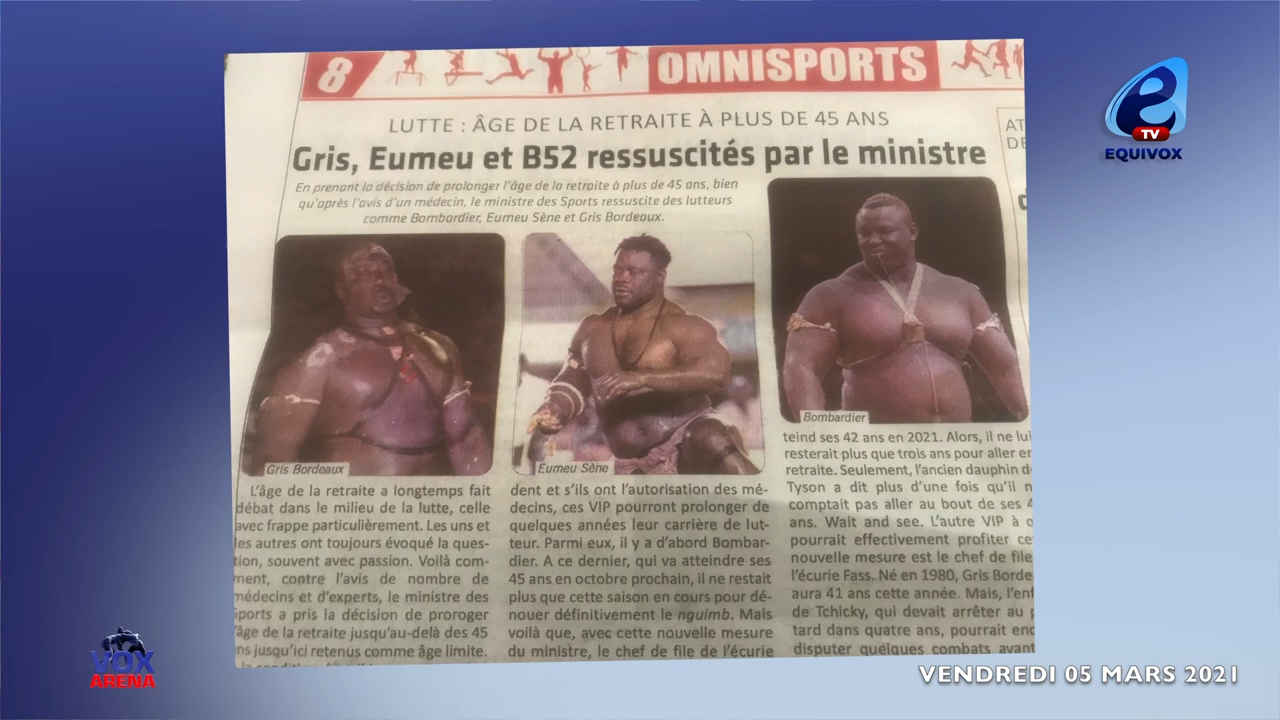 8
OMNISPORTS
LUTTE : ÂGE DE LA RETRAITE À PLUS DE 45 ANS
Gris, Eumeu et B52 ressuscités par le ministre
En prenant la décision de prolonger l'âge de la retraite à plus de 45 ans, bien
qu'après l'avis d'un médecin, le ministre des Sports ressuscite des lutteurs
comme Bombardier, Eumeu Sène et Gris Bordeaux.
Gris Bordeaux
Eumeu Sène
Bombardier
L'âge de la retraite a longtemps fait
débat dans le milieu de la lutte, celle
avec frappe particulièrement. Les uns et
les autres ont toujours évoqué la ques-
tion, souvent avec passion. Voilà com-
ment, contre l'avis de nombre de
médecins et d'experts, le ministre des
Sports a pris la décision de proroger
l'âge de la retraite jusqu'au-delà des 45
ns jusqu'ici retenus comme âge limite.
dent et s'ils ont l'autorisation des mé-
decins, ces VIP pourront prolonger de
quelques années leur carrière de lut-
teur. Parmi eux, il y a d'abord Bombar-
dier. A ce dernier, qui va atteindre ses
45 ans en octobre prochain, il ne restait
plus que cette saison en cours pour dé-
nouer définitivement le nguimb. Mais
voilà que, avec cette nouvelle mesure
du ministre, le chef de file de l'écurie
teind ses 42 ans en 2021. Alors, il ne lui
resterait plus que trois ans pour aller en
retraite. Seulement, l'ancien dauphin de
Tyson a dit plus d'une fois qu'il n
comptait pas aller au bout de ses 4
ans. Wait and see. L'autre VIP à
pourrait effectivement profiter ce
nouvelle mesure est le chef de file
l'écurie Fass. Né en 1980, Gris Borde
aura 41 ans cette année. Mais, l'en
de Tchicky, qui devait arrêter au p
tard dans quatre ans, pourrait enc
disputer quelques combats avant
AT
DE
e
TV
EQUIVOX
VOX
ARENA
VENDREDI 05 MARS 2021